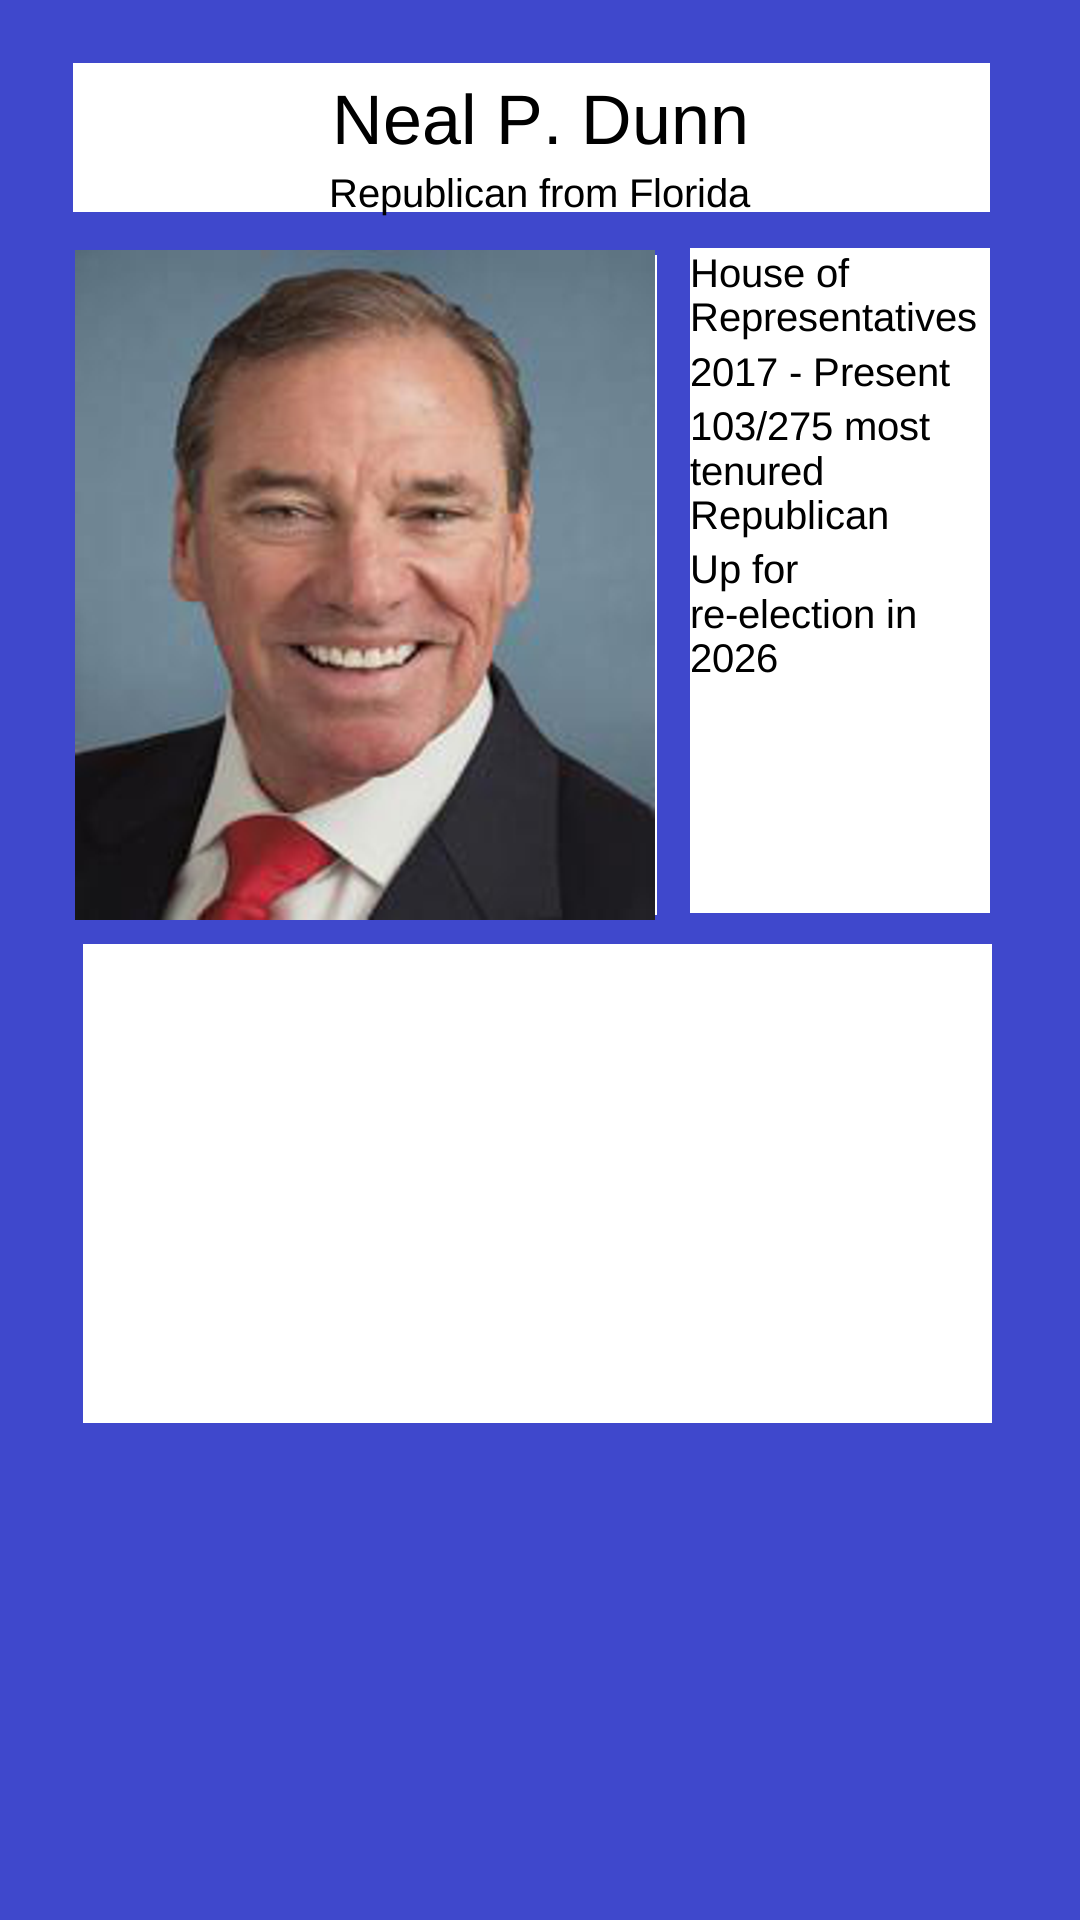 Neal P. Dunn
Republican from Florida
House of
Representatives
2017 - Present
103/275 most
tenured
Republican
Up for
re-election in
2026